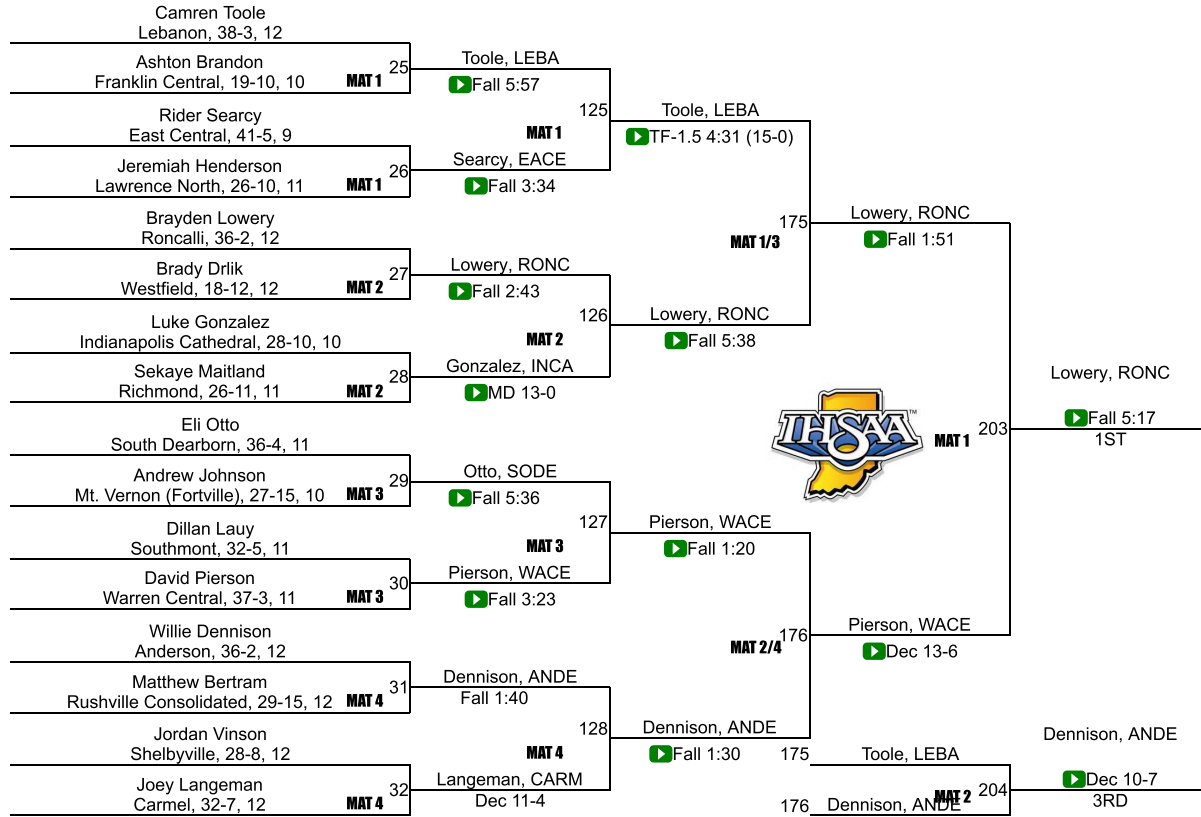 Camren Toole
Lebanon, 38-3, 12
Ashton Brandon
Franklin Central, 19-10, 10
MAT 1
25
Rider Searcy
East Central, 41-5, 9
Jeremiah Henderson
Lawrence North, 26-10, 11
MAT 1
26
Brayden Lowery
Roncalli, 36-2, 12
Brady Drlik
Westfield, 18-12, 12
MAT 2
27
Luke Gonzalez
Indianapolis Cathedral, 28-10, 10
Sekaye Maitland
Richmond, 26-11, 11
MAT 2
28
Eli Otto
South Dearborn, 36-4, 11
Andrew Johnson
Mt. Vernon (Fortville), 27-15, 10
MAT 3
29
Dillan Lauy
Southmont, 32-5, 11
David Pierson
Warren Central, 37-3, 11
MAT 3
30
Willie Dennison
Anderson, 36-2, 12
Matthew Bertram
Rushville Consolidated, 29-15, 12
MAT 4
31
Jordan Vinson
Shelbyville, 28-8, 12
Joey Langeman
Carmel, 32-7, 12
MAT 4
32
Toole, LEBA
Fall 5:57
125
MAT 1
Searcy, EACE
Fall 3:34
Lowery, RONC
Fall 2:43
126
MAT 2
Gonzalez, INCA
MD 13-0
Otto, SODE
Fall 5:36
127
MAT 3
Pierson, WACE
Fall 3:23
Dennison, ANDE
Fall 1:40
128
MAT 4
Langeman, CARM
Dec 11-4
Toole, LEBA
TF-1.5 4:31 (15-0)
175
MAT 1/3
Lowery, RONC
Fall 5:38
Pierson, WACE
Fall 1:20
176
MAT 2/4
Dennison, ANDE
Fall 1:30
Lowery, RONC
Fall 1:51
IHSAA™
MAT 1
203
Pierson, WACE
Dec 13-6
Lowery, RONC
Fall 5:17
1ST
175
Toole, LEBA
176
Dennison, ANDE
MAT 2
204
Dennison, ANDE
Dec 10-7
3RD